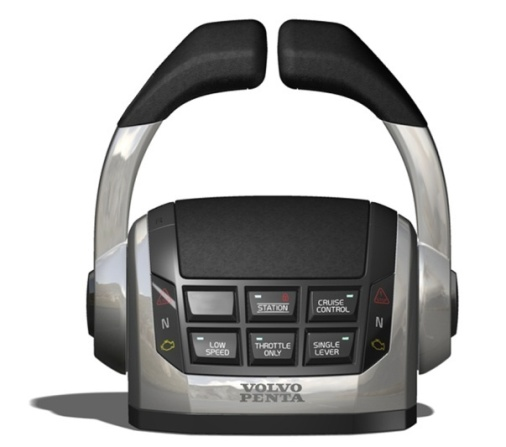 STATION
CRUISE
CONTROL
N
N
LOW
SPEED
THROTTLE
ONLY
SINGLE
LEVER
VOLVO
PENTA